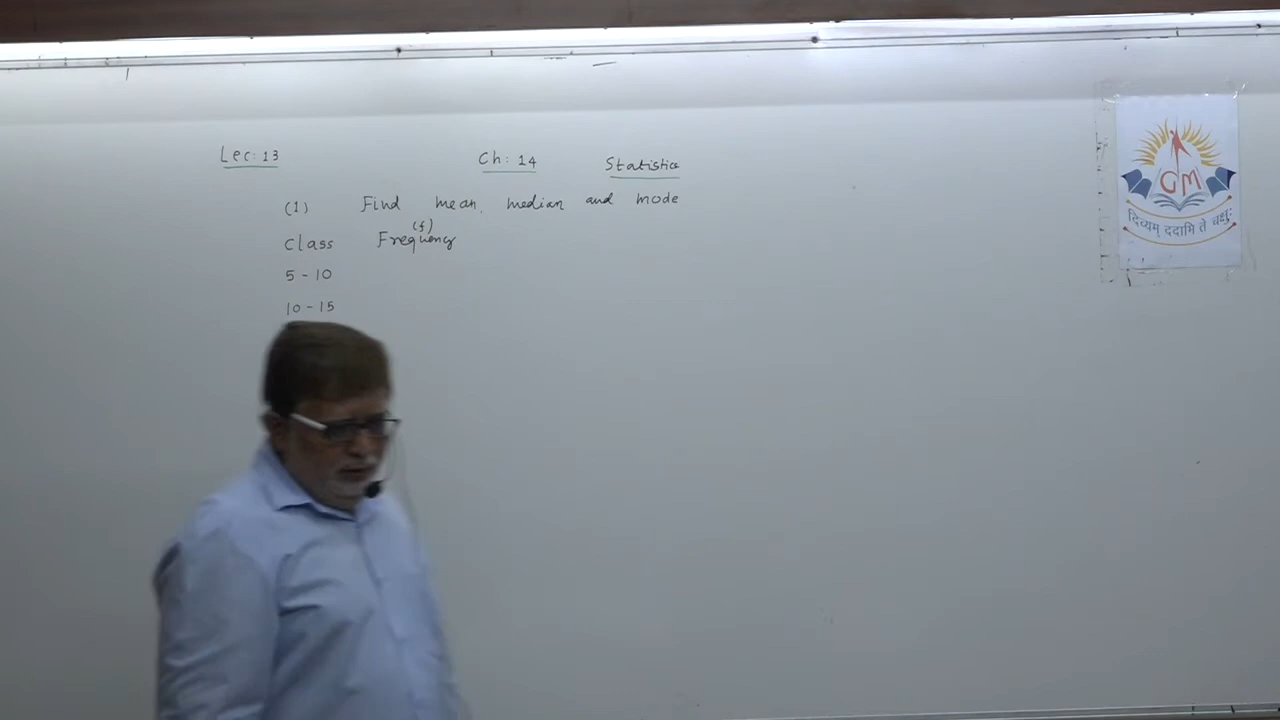 Lec: 13 Ch: 14 Statistics
(1) Find mean, median and mode
(f)
Class Frequency
5 - 10
10 - 15
GM
दिव्यम् ददामि ते चक्षुः